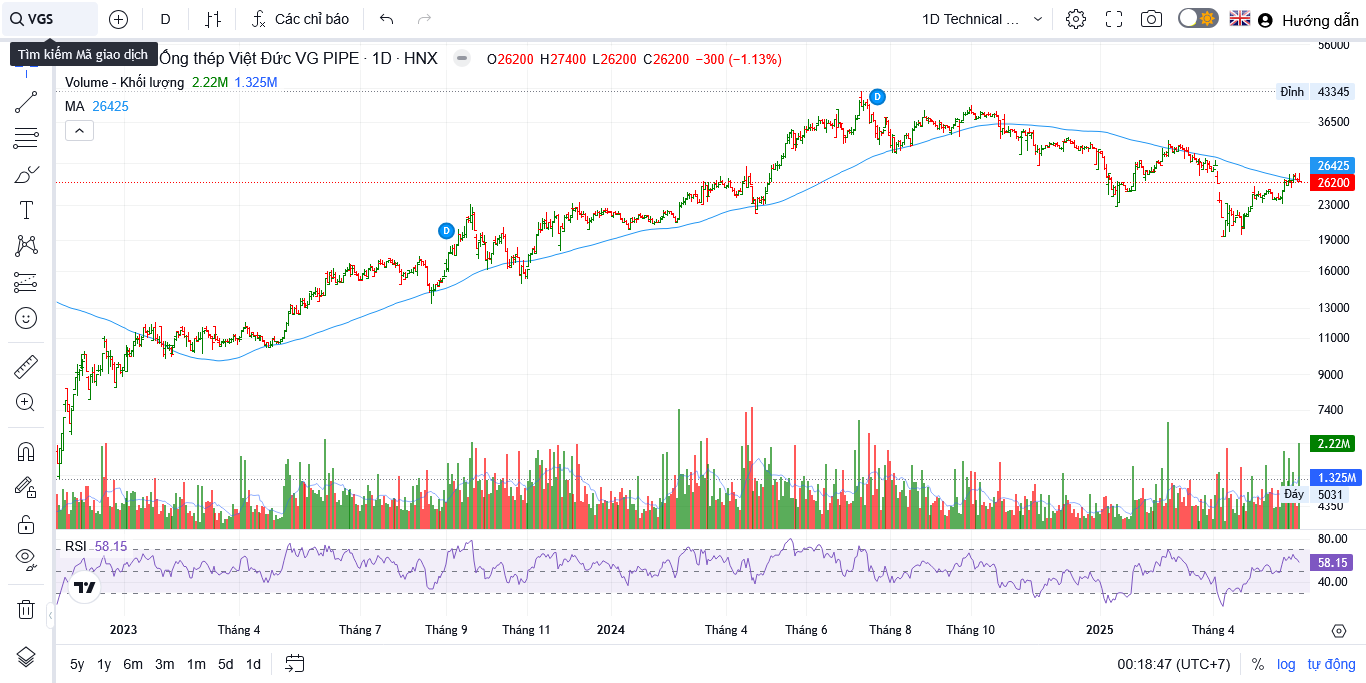 VGS
D
Các chỉ báo
1D Technical ...
Hướng dẫn
Tìm kiếm Mã giao dịch
Ống thép Việt Đức VG PIPE · 1D · HNX
O26200 H27400 L26200 C26200 −300 (−1.13%)
Volume - Khối lượng 2.22M 1.325M
MA 26425
56000
Đỉnh 43345
36500
26425
26200
23000
19000
16000
13000
11000
9000
7400
2.22M
1.325M
Đáy 5031
4350
D
D
RSI 58.15
80.00
58.15
40.00
2023 Tháng 4 Tháng 7 Tháng 9 Tháng 11 2024 Tháng 4 Tháng 6 Tháng 8 Tháng 10 2025 Tháng 4
5y 1y 6m 3m 1m 5d 1d
00:18:47 (UTC+7) % log tự động